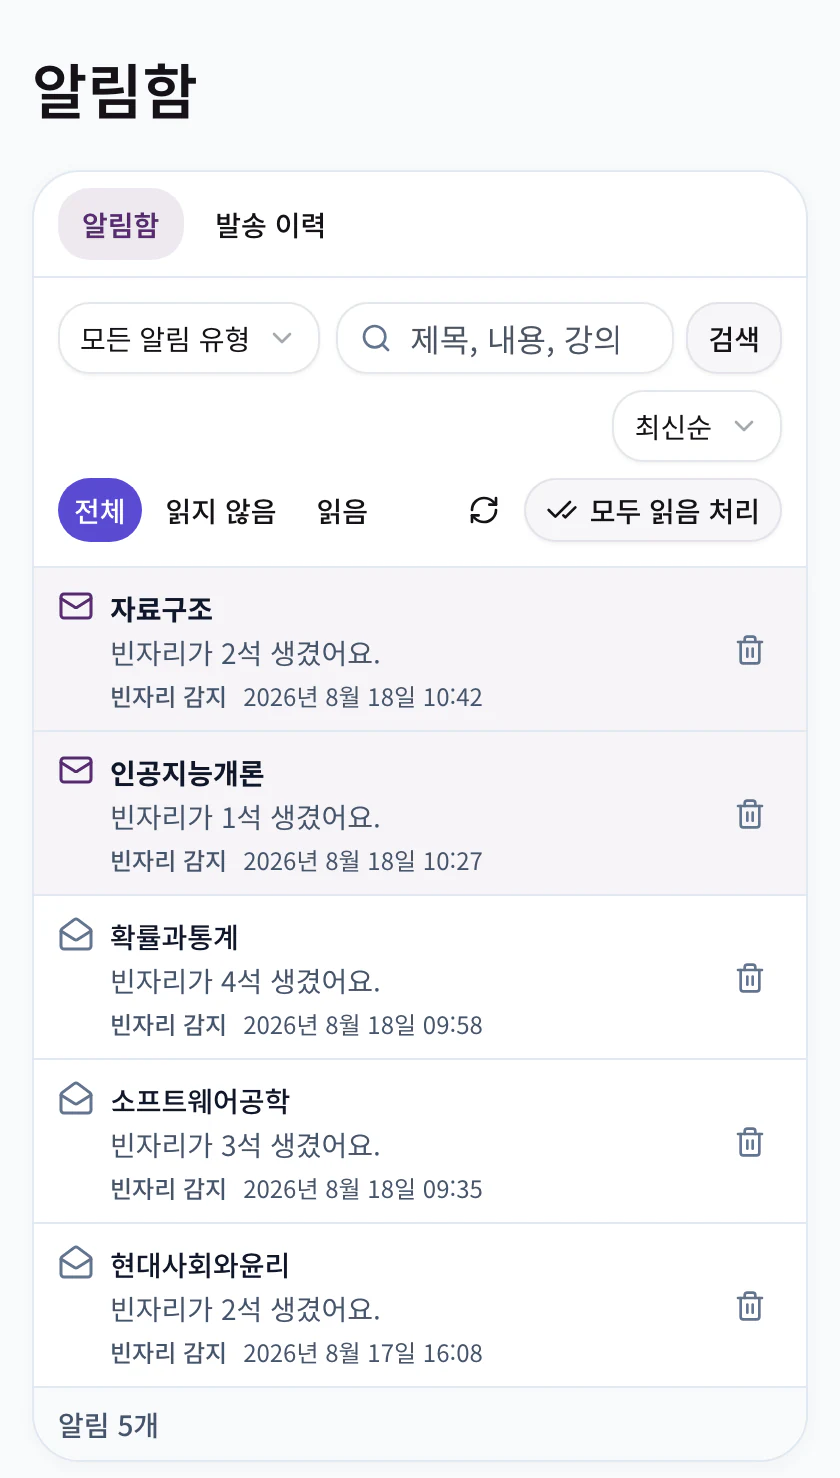 알림함
알림함 발송 이력
모든 알림 유형 제목, 내용, 강의 검색
최신순
전체 읽지 않음 읽음 모두 읽음 처리
자료구조
빈자리가 2석 생겼어요.
빈자리 감지 2026년 8월 18일 10:42
인공지능개론
빈자리가 1석 생겼어요.
빈자리 감지 2026년 8월 18일 10:27
확률과통계
빈자리가 4석 생겼어요.
빈자리 감지 2026년 8월 18일 09:58
소프트웨어공학
빈자리가 3석 생겼어요.
빈자리 감지 2026년 8월 18일 09:35
현대사회와윤리
빈자리가 2석 생겼어요.
빈자리 감지 2026년 8월 17일 16:08
알림 5개